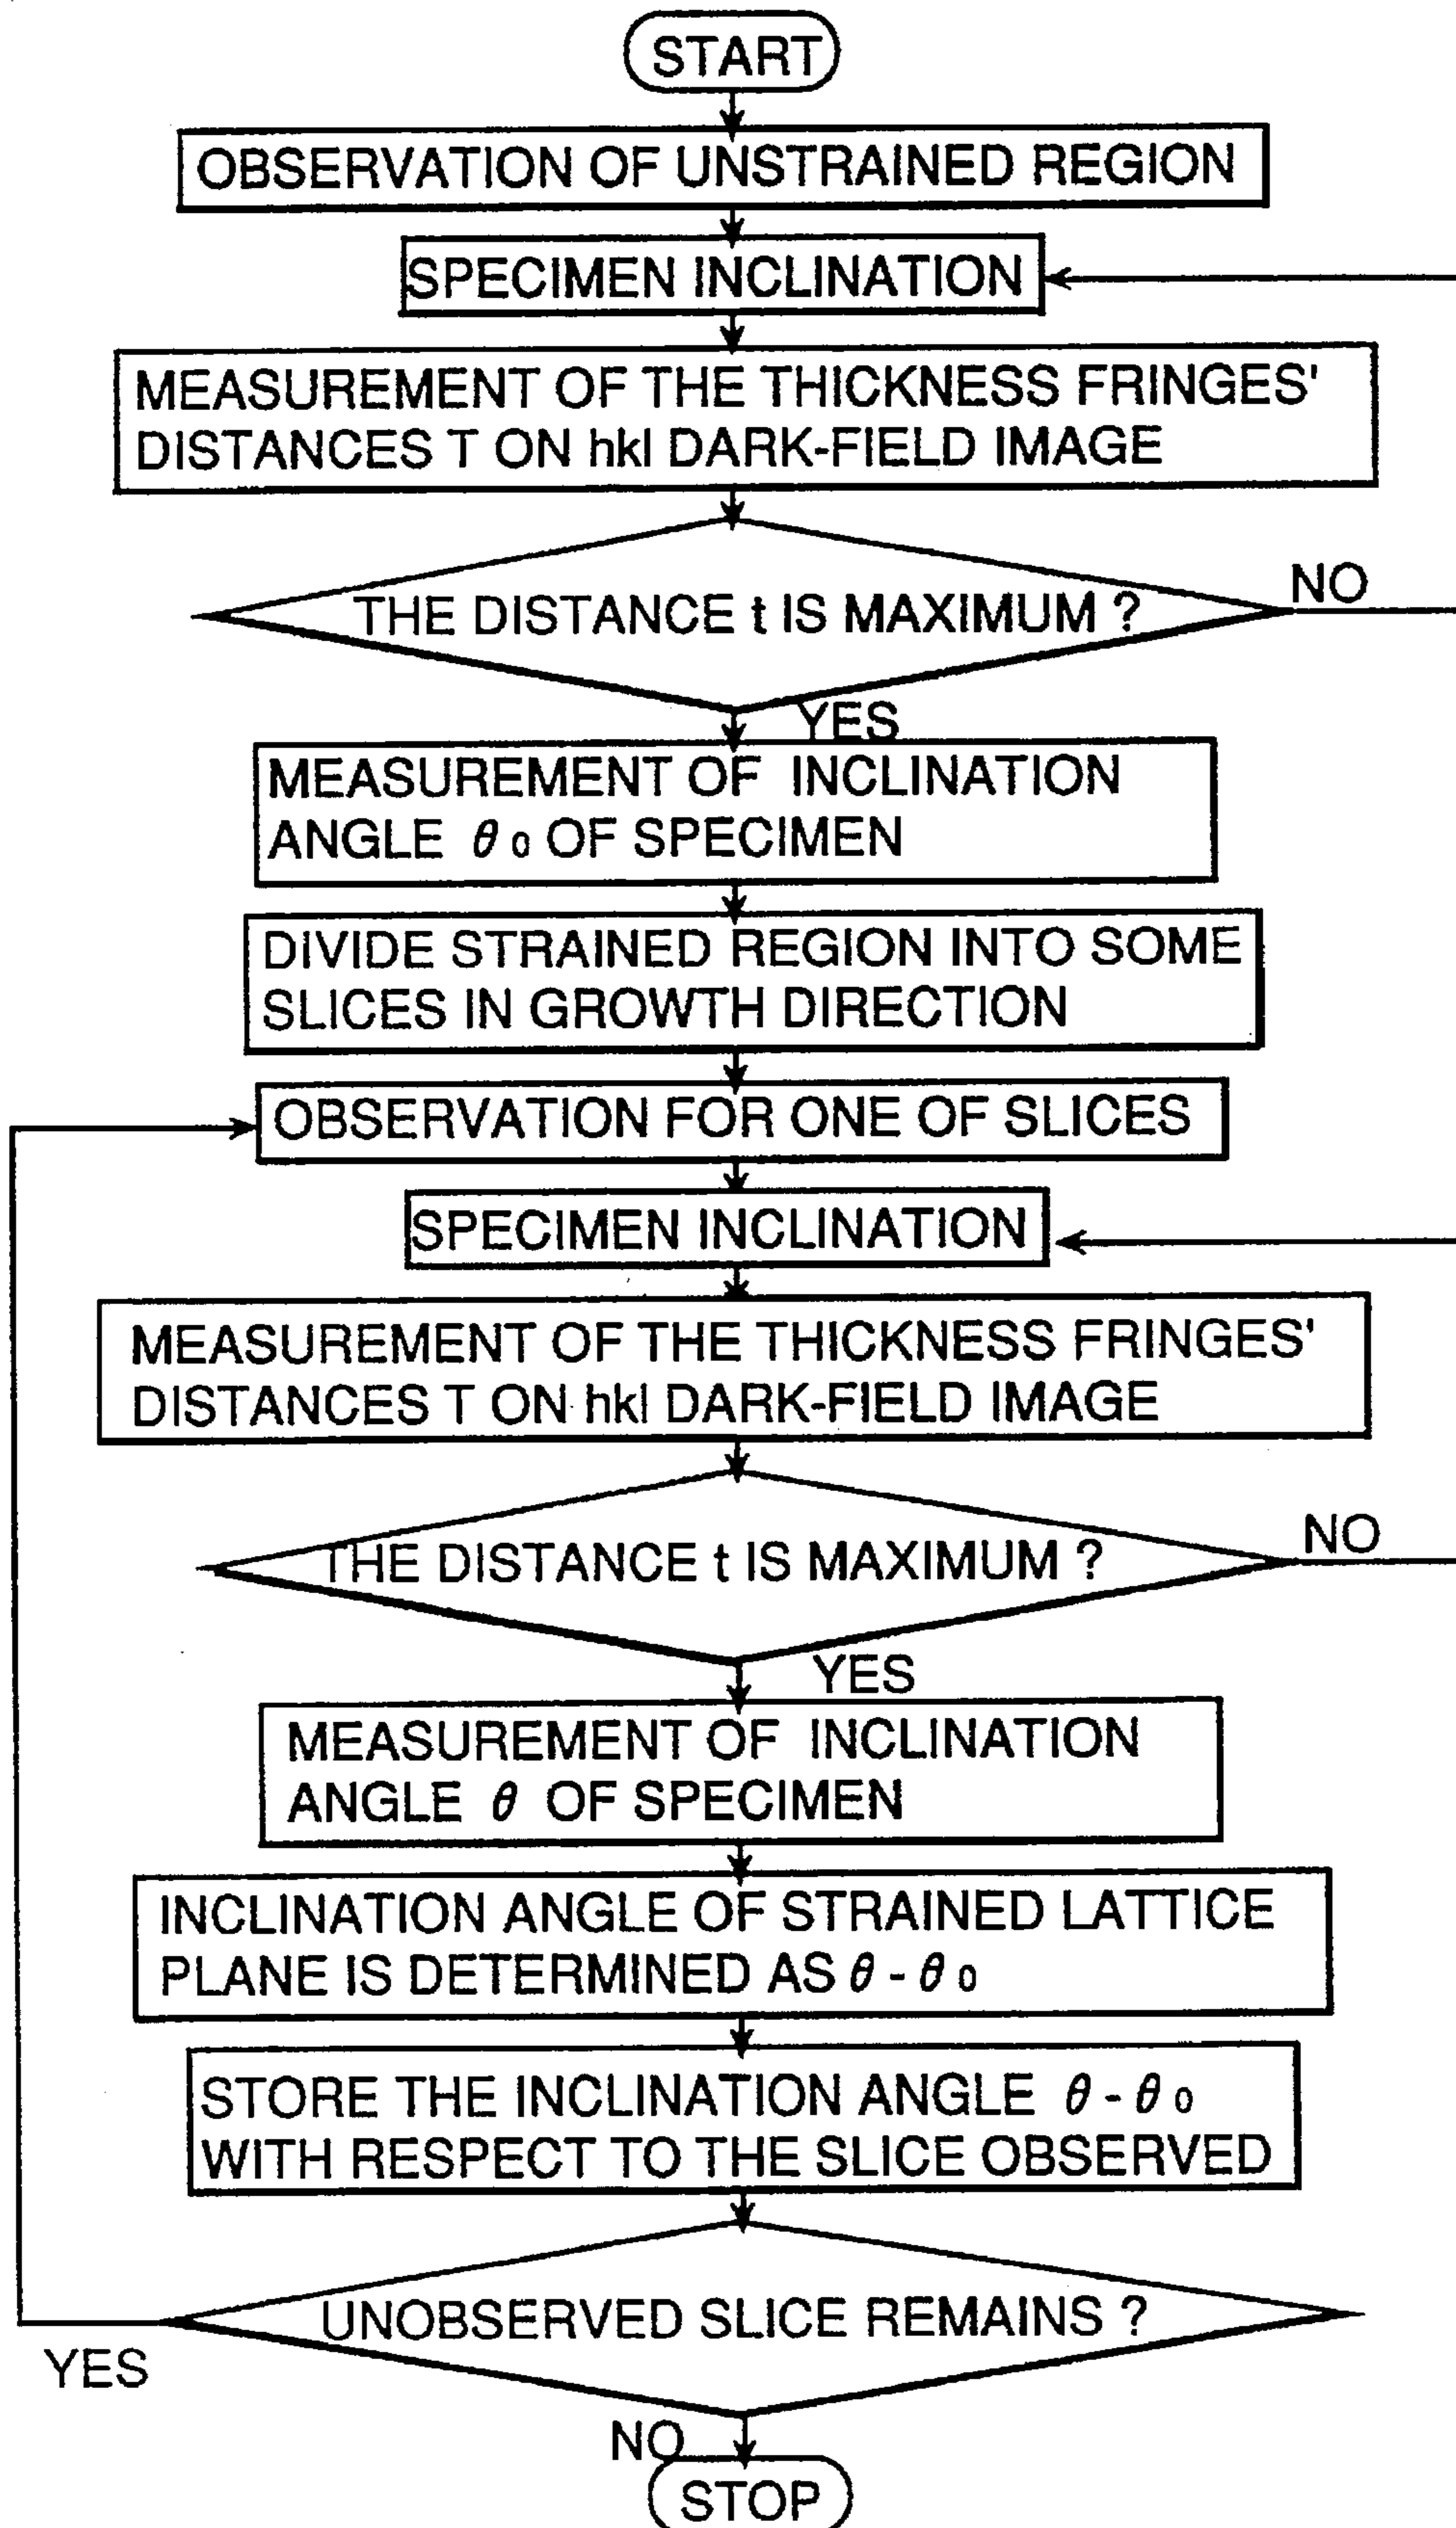 START
OBSERVATION OF UNSTRAINED REGION
SPECIMEN INCLINATION
MEASUREMENT OF THE THICKNESS FRINGES'
DISTANCES T ON hkl DARK-FIELD IMAGE
THE DISTANCE t IS MAXIMUM ?
NO
YES
MEASUREMENT OF INCLINATION
ANGLE θ0 OF SPECIMEN
DIVIDE STRAINED REGION INTO SOME
SLICES IN GROWTH DIRECTION
OBSERVATION FOR ONE OF SLICES
SPECIMEN INCLINATION
MEASUREMENT OF THE THICKNESS FRINGES'
DISTANCES T ON hkl DARK-FIELD IMAGE
THE DISTANCE t IS MAXIMUM ?
NO
YES
MEASUREMENT OF INCLINATION
ANGLE θ OF SPECIMEN
INCLINATION ANGLE OF STRAINED LATTICE
PLANE IS DETERMINED AS θ - θ0
STORE THE INCLINATION ANGLE θ - θ0
WITH RESPECT TO THE SLICE OBSERVED
UNOBSERVED SLICE REMAINS ?
YES
NO
STOP